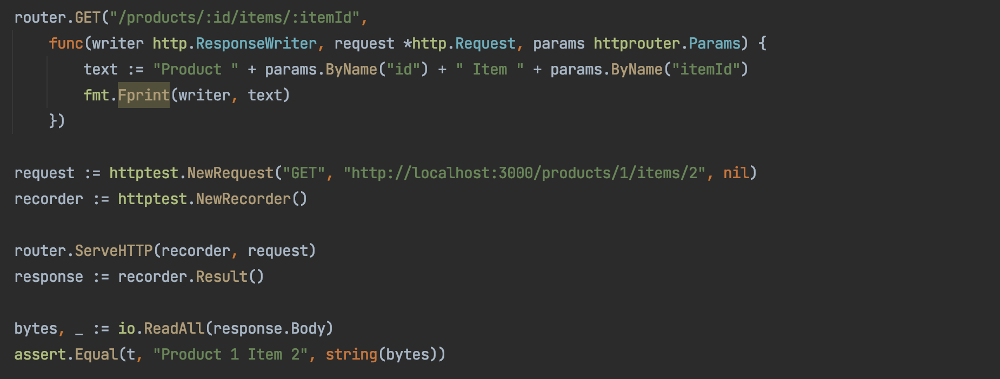 router.GET("/products/:id/items/:itemId",
func(writer http.ResponseWriter, request *http.Request, params httprouter.Params) {
text := "Product " + params.ByName("id") + " Item " + params.ByName("itemId")
fmt.Fprint(writer, text)
})
request := httptest.NewRequest("GET", "http://localhost:3000/products/1/items/2", nil)
recorder := httptest.NewRecorder()
router.ServeHTTP(recorder, request)
response := recorder.Result()
bytes, _ := io.ReadAll(response.Body)
assert.Equal(t, "Product 1 Item 2", string(bytes))